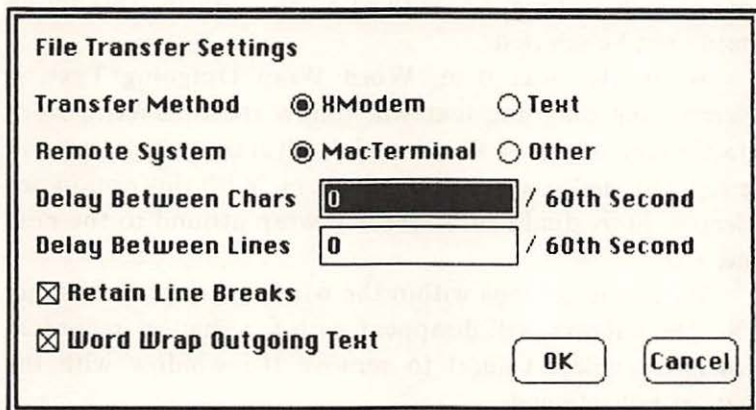 File Transfer Settings
Transfer Method XModem Text
Remote System MacTerminal Other
Delay Between Chars 0 / 60th Second
Delay Between Lines 0 / 60th Second
Retain Line Breaks
Word Wrap Outgoing Text
OK Cancel